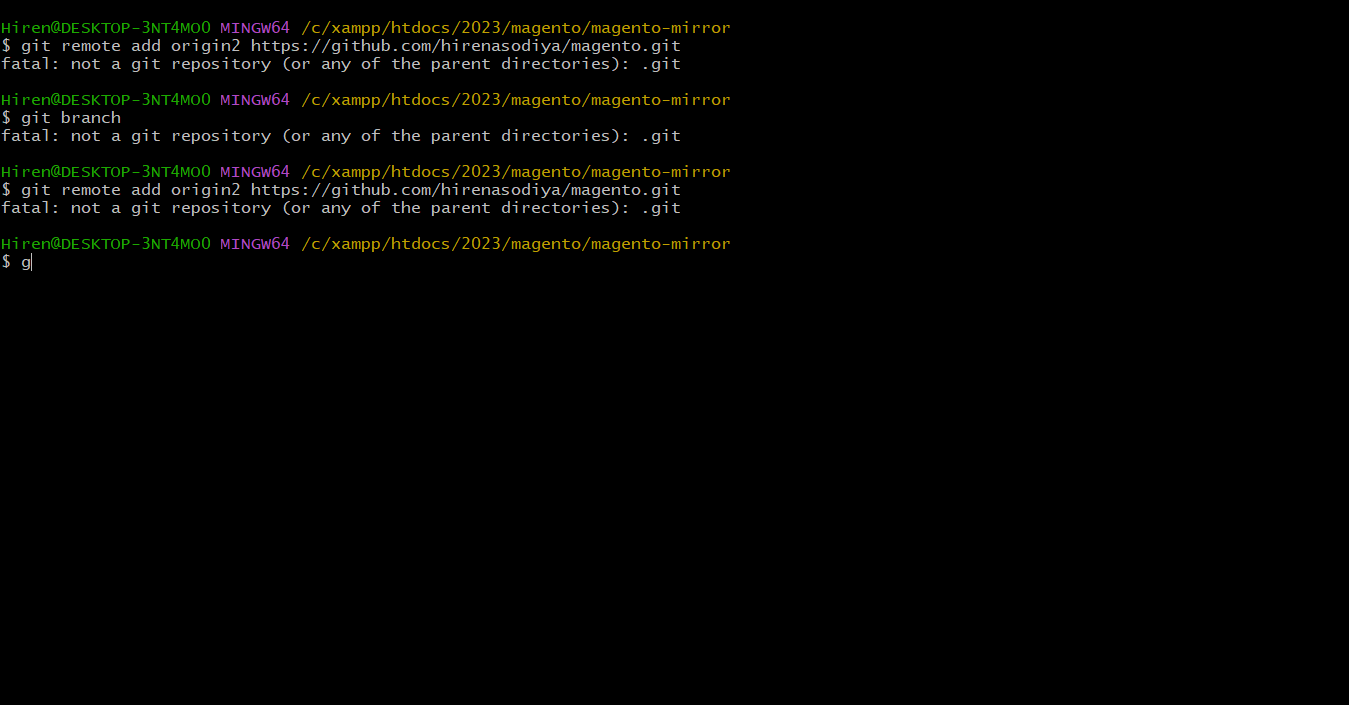 Hiren@DESKTOP-3NT4MO0 MINGW64 /c/xampp/htdocs/2023/magento/magento-mirror
$ git remote add origin2 https://github.com/hirenasodiya/magento.git
fatal: not a git repository (or any of the parent directories): .git
Hiren@DESKTOP-3NT4MO0 MINGW64 /c/xampp/htdocs/2023/magento/magento-mirror
$ git branch
fatal: not a git repository (or any of the parent directories): .git
Hiren@DESKTOP-3NT4MO0 MINGW64 /c/xampp/htdocs/2023/magento/magento-mirror
$ git remote add origin2 https://github.com/hirenasodiya/magento.git
fatal: not a git repository (or any of the parent directories): .git
Hiren@DESKTOP-3NT4MO0 MINGW64 /c/xampp/htdocs/2023/magento/magento-mirror
$ g